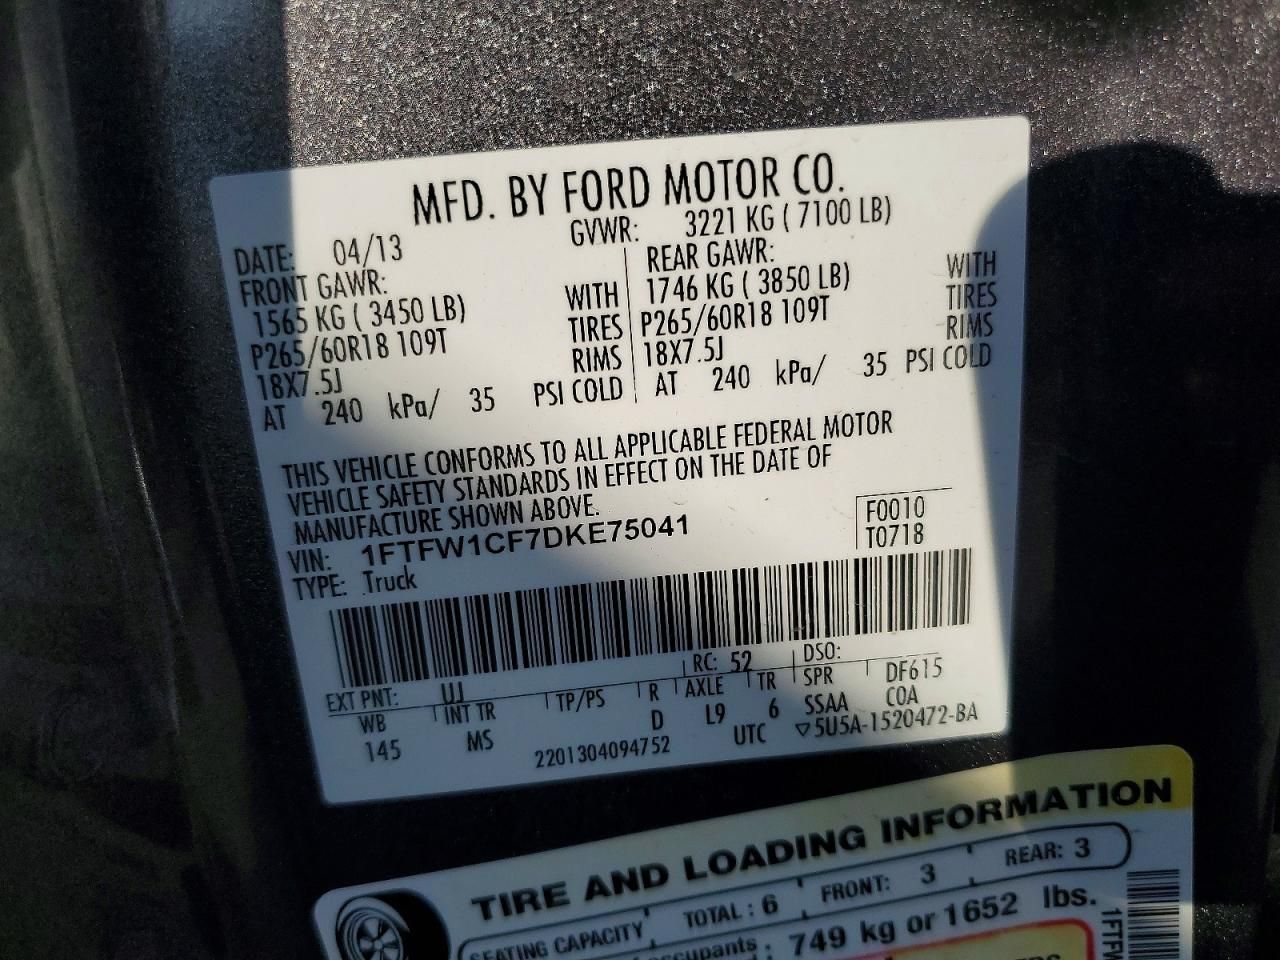 MFD. BY FORD MOTOR CO.
DATE: 04/13 GVWR: 3221 KG ( 7100 LB)
FRONT GAWR: REAR GAWR:
1565 KG ( 3450 LB) WITH 1746 KG ( 3850 LB) WITH
P265/60R18 109T TIRES P265/60R18 109T TIRES
18X7.5J RIMS 18X7.5J RIMS
AT 240 kPa/ 35 PSI COLD AT 240 kPa/ 35 PSI COLD
THIS VEHICLE CONFORMS TO ALL APPLICABLE FEDERAL MOTOR
VEHICLE SAFETY STANDARDS IN EFFECT ON THE DATE OF
MANUFACTURE SHOWN ABOVE.
VIN: 1FTFW1CF7DKE75041 F0010
TYPE: Truck T0718
EXT PNT: UJ RC: 52 DSO:
WB INT TR TP/PS R AXLE TR SPR DF615
145 MS D L9 6 SSAA COA
2201304094752 UTC ▽5U5A-1520472-BA
TIRE AND LOADING INFORMATION
SEATING CAPACITY TOTAL : 6 FRONT: 3 REAR: 3
749 kg or 1652 lbs.